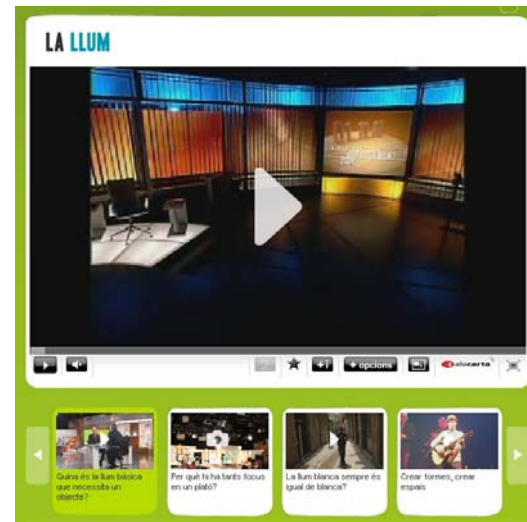 LA LLUM
+ opcions
alacarta
Quina és la llum bàsica
que necessita un
objecte?
Per què hi ha tants focus
en un plató?
La llum blanca sempre és
igual de blanca?
Crear formes, crear
espais